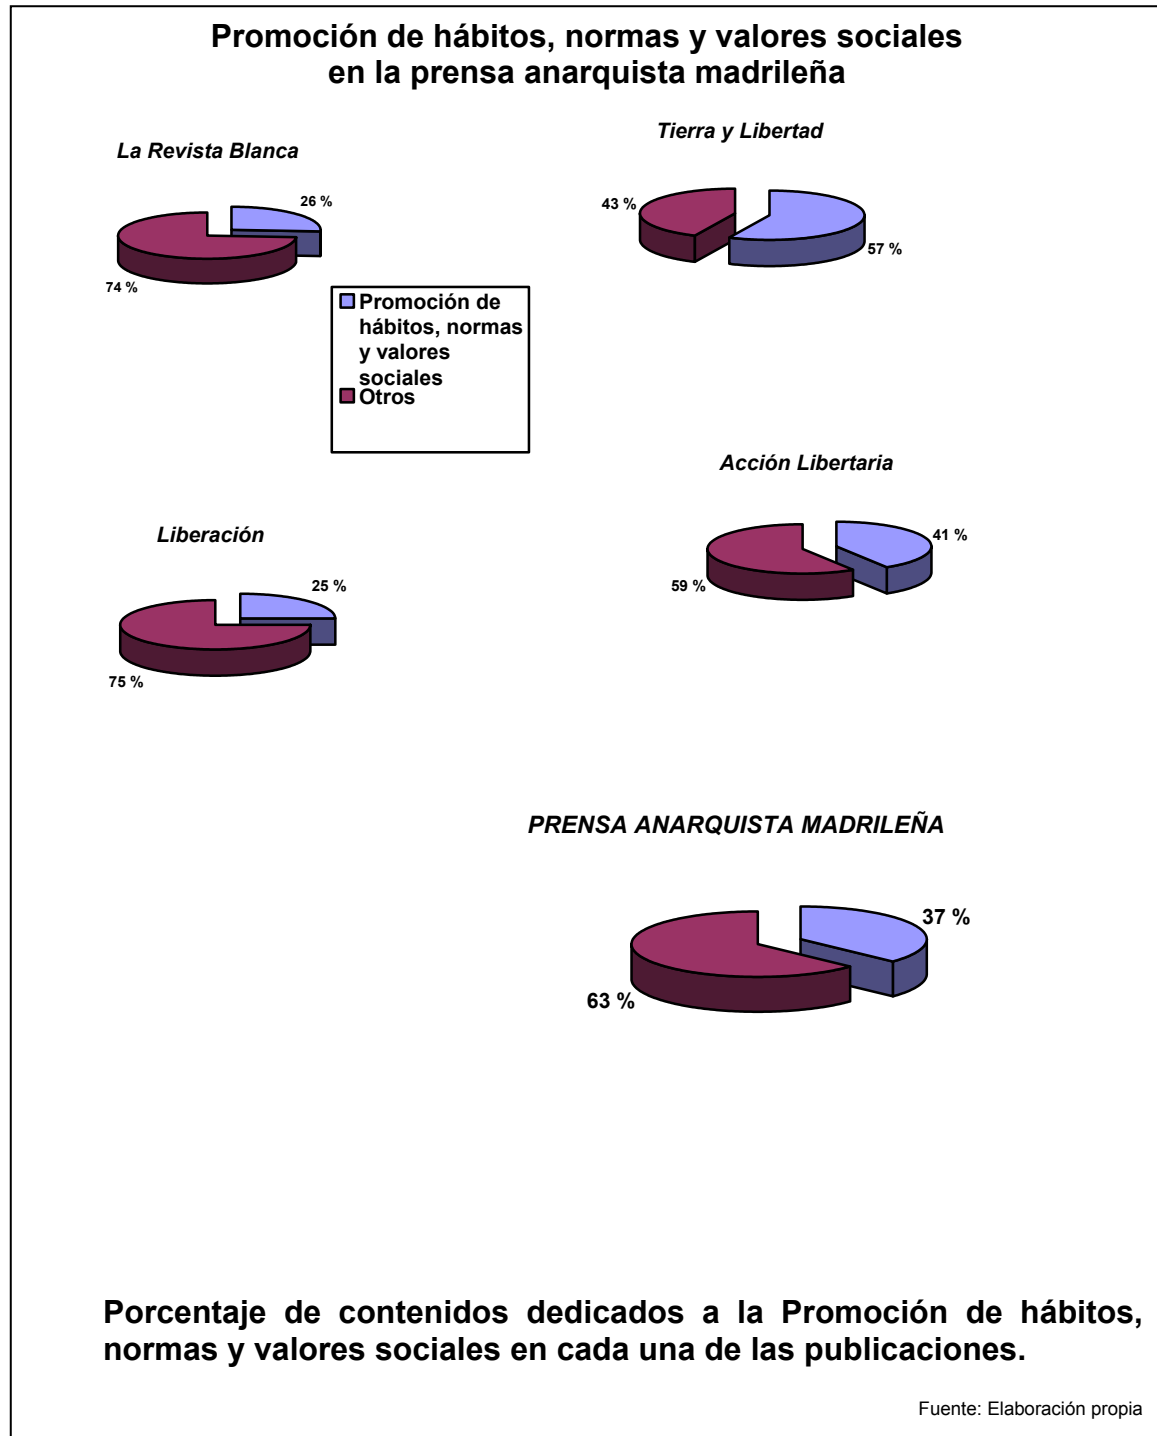 Promoción de hábitos, normas y valores sociales
en la prensa anarquista madrileña
La Revista Blanca
26 %
74 %
Tierra y Libertad
43 %
57 %
Promoción de
hábitos, normas
y valores
sociales
Otros
Acción Libertaria
41 %
59 %
Liberación
25 %
75 %
PRENSA ANARQUISTA MADRILEÑA
37 %
63 %
Porcentaje de contenidos dedicados a la Promoción de hábitos,
normas y valores sociales en cada una de las publicaciones.
Fuente: Elaboración propia